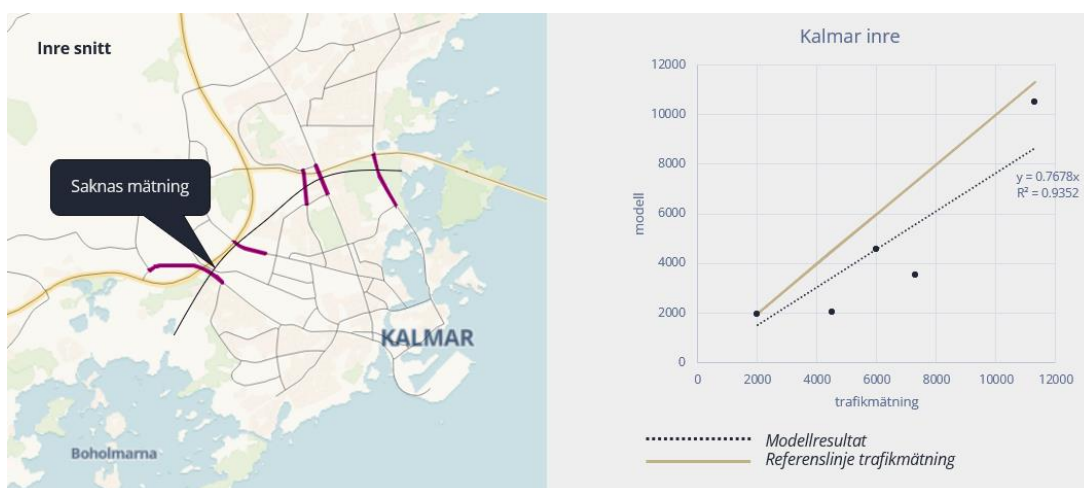 Inre snitt
Saknas mätning
KALMAR
Boholmarna
Kalmar inre
12000
10000
8000
6000
4000
2000
0
modell
y = 0.7678x
R² = 0.9352
0 2000 4000 6000 8000 10000 12000
trafikmätning
Modellresultat
Referenslinje trafikmätning